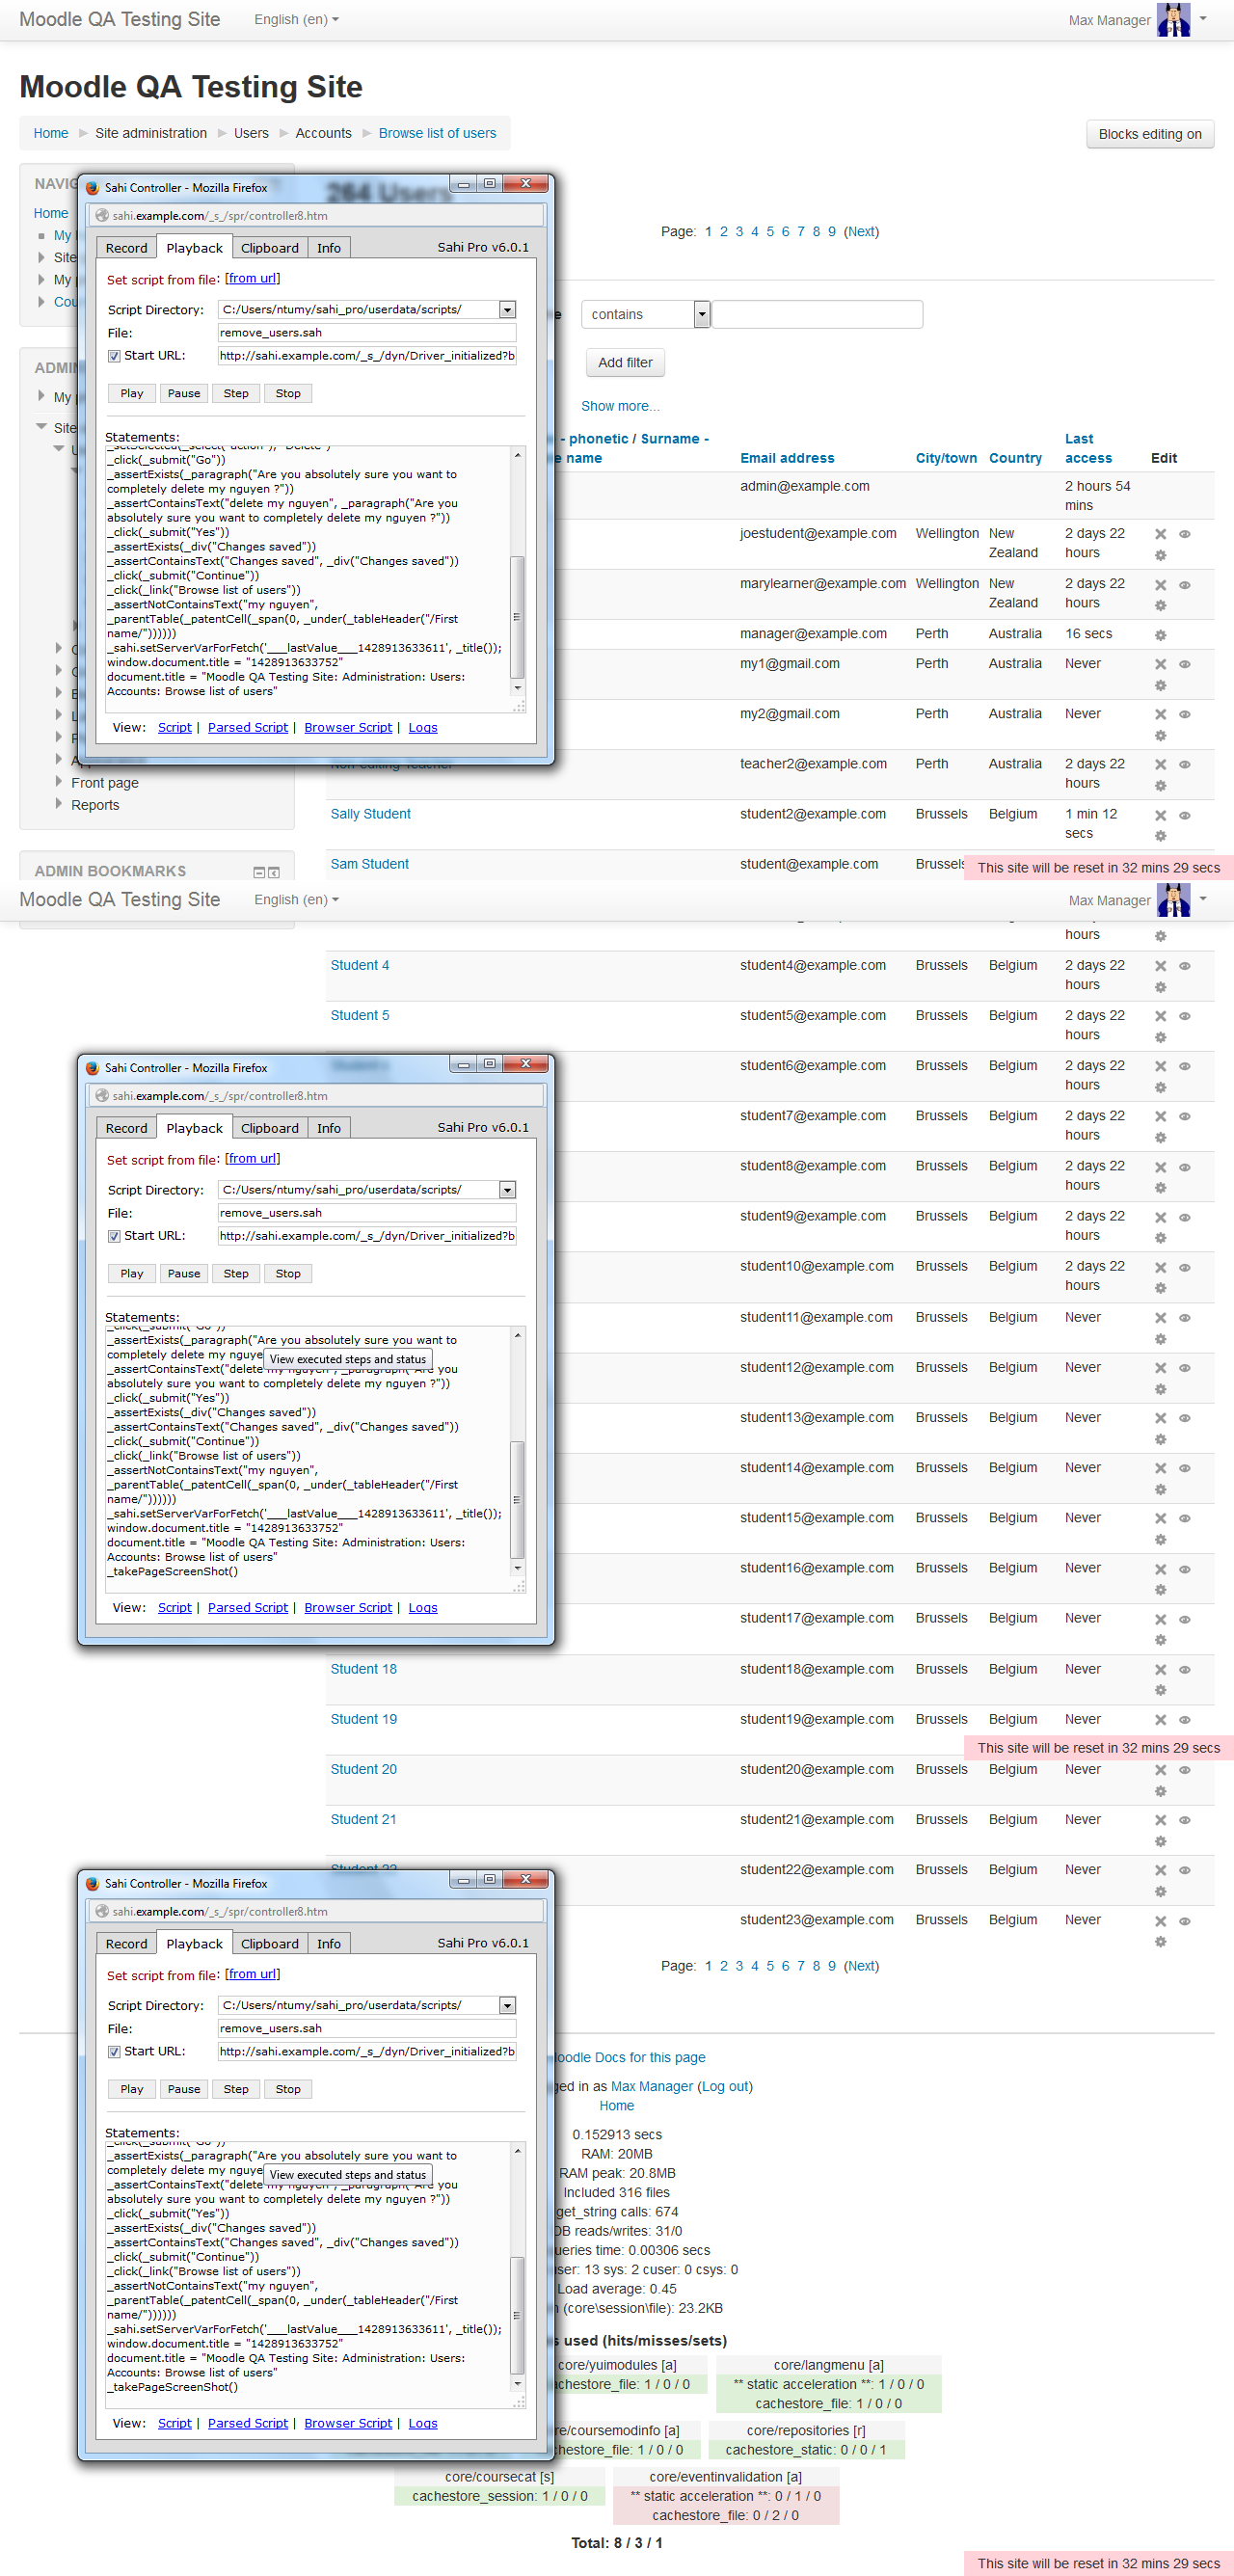 Moodle QA Testing Site English (en) Max Manager
Moodle QA Testing Site
Home Site administration Users Accounts Browse list of users Blocks editing on
264 Users
Page: 1 2 3 4 5 6 7 8 9 (Next)
Home
contains
Add filter
Show more...
- phonetic / Surname -
name Email address City/town Country Last access Edit
admin@example.com 2 hours 54 mins
joestudent@example.com Wellington New Zealand 2 days 22 hours
marylearner@example.com Wellington New Zealand 2 days 22 hours
manager@example.com Perth Australia 16 secs
my1@gmail.com Perth Australia Never
my2@gmail.com Perth Australia Never
teacher2@example.com Perth Australia 2 days 22 hours
Front page
Reports
Sally Student student2@example.com Brussels Belgium 1 min 12 secs
Sam Student student@example.com Brussels
ADMIN BOOKMARKS
This site will be reset in 32 mins 29 secs
Sahi Controller - Mozilla Firefox
sahi.example.com/_s_/spr/controller8.htm
Record Playback Clipboard Info Sahi Pro v6.0.1
Set script from file: [from url]
Script Directory: C:/Users/ntumy/sahi_pro/userdata/scripts/
File: remove_users.sah
Start URL: http://sahi.example.com/_s_/dyn/Driver_initialized?b
Play Pause Step Stop
Statements:
_setSelected(_select("action"), "Delete")
_click(_submit("Go"))
_assertExists(_paragraph("Are you absolutely sure you want to
completely delete my nguyen ?"))
_assertContainsText("delete my nguyen", _paragraph("Are you
absolutely sure you want to completely delete my nguyen ?"))
_click(_submit("Yes"))
_assertExists(_div("Changes saved"))
_assertContainsText("Changes saved", _div("Changes saved"))
_click(_submit("Continue"))
_click(_link("Browse list of users"))
_assertNotContainsText("my nguyen",
_parentTable(_patentCell(_span(0, _under(_tableHeader("/First
name/"))))))
_sahi.setServerVarForFetch('___lastValue___1428913633611', _title());
window.document.title = "1428913633752"
document.title = "Moodle QA Testing Site: Administration: Users:
Accounts: Browse list of users"
View: Script | Parsed Script | Browser Script | Logs
Moodle QA Testing Site English (en) Max Manager
hours
Student 4 student4@example.com Brussels Belgium 2 days 22 hours
Student 5 student5@example.com Brussels Belgium 2 days 22 hours
student6@example.com Brussels Belgium 2 days 22 hours
student7@example.com Brussels Belgium 2 days 22 hours
student8@example.com Brussels Belgium 2 days 22 hours
student9@example.com Brussels Belgium 2 days 22 hours
student10@example.com Brussels Belgium 2 days 22 hours
student11@example.com Brussels Belgium Never
student12@example.com Brussels Belgium Never
student13@example.com Brussels Belgium Never
student14@example.com Brussels Belgium Never
student15@example.com Brussels Belgium Never
student16@example.com Brussels Belgium Never
student17@example.com Brussels Belgium Never
Student 18 student18@example.com Brussels Belgium Never
Student 19 student19@example.com Brussels Belgium Never
This site will be reset in 32 mins 29 secs
Student 20 student20@example.com Brussels Belgium Never
Student 21 student21@example.com Brussels Belgium Never
Student 22 student22@example.com Brussels Belgium Never
student23@example.com Brussels Belgium Never
Page: 1 2 3 4 5 6 7 8 9 (Next)
Sahi Controller - Mozilla Firefox
sahi.example.com/_s_/spr/controller8.htm
Record Playback Clipboard Info Sahi Pro v6.0.1
Set script from file: [from url]
Script Directory: C:/Users/ntumy/sahi_pro/userdata/scripts/
File: remove_users.sah
Start URL: http://sahi.example.com/_s_/dyn/Driver_initialized?b
Play Pause Step Stop
Statements:
_click(_submit("Go"))
_assertExists(_paragraph("Are you absolutely sure you want to
completely delete my nguye
View executed steps and status
_assertContainsText("delete my nguyen", _paragraph("Are you
absolutely sure you want to completely delete my nguyen ?"))
_click(_submit("Yes"))
_assertExists(_div("Changes saved"))
_assertContainsText("Changes saved", _div("Changes saved"))
_click(_submit("Continue"))
_click(_link("Browse list of users"))
_assertNotContainsText("my nguyen",
_parentTable(_patentCell(_span(0, _under(_tableHeader("/First
name/"))))))
_sahi.setServerVarForFetch('___lastValue___1428913633611', _title());
window.document.title = "1428913633752"
document.title = "Moodle QA Testing Site: Administration: Users:
Accounts: Browse list of users"
_takePageScreenShot()
View: Script | Parsed Script | Browser Script | Logs
Sahi Controller - Mozilla Firefox
sahi.example.com/_s_/spr/controller8.htm
Record Playback Clipboard Info Sahi Pro v6.0.1
Set script from file: [from url]
Script Directory: C:/Users/ntumy/sahi_pro/userdata/scripts/
File: remove_users.sah
Start URL: http://sahi.example.com/_s_/dyn/Driver_initialized?b
Play Pause Step Stop
Statements:
_click(_submit("Go"))
_assertExists(_paragraph("Are you absolutely sure you want to
completely delete my nguye
View executed steps and status
_assertContainsText("delete my nguyen", _paragraph("Are you
absolutely sure you want to completely delete my nguyen ?"))
_click(_submit("Yes"))
_assertExists(_div("Changes saved"))
_assertContainsText("Changes saved", _div("Changes saved"))
_click(_submit("Continue"))
_click(_link("Browse list of users"))
_assertNotContainsText("my nguyen",
_parentTable(_patentCell(_span(0, _under(_tableHeader("/First
name/"))))))
_sahi.setServerVarForFetch('___lastValue___1428913633611', _title());
window.document.title = "1428913633752"
document.title = "Moodle QA Testing Site: Administration: Users:
Accounts: Browse list of users"
_takePageScreenShot()
View: Script | Parsed Script | Browser Script | Logs
oodle Docs for this page
ged in as Max Manager (Log out)
Home
0.152913 secs
RAM: 20MB
RAM peak: 20.8MB
Included 316 files
get_string calls: 674
DB reads/writes: 31/0
ueries time: 0.00306 secs
user: 13 sys: 2 cuser: 0 csys: 0
Load average: 0.45
(core\session\file): 23.2KB
s used (hits/misses/sets)
core/yuimodules [a] core/langmenu [a]
achestore_file: 1 / 0 / 0 ** static acceleration **: 1 / 0 / 0
cachestore_file: 1 / 0 / 0
re/coursemodinfo [a] core/repositories [r]
hestore_file: 1 / 0 / 0 cachestore_static: 0 / 0 / 1
core/coursecat [s] core/eventinvalidation [a]
cachestore_session: 1 / 0 / 0 ** static acceleration **: 0 / 1 / 0
cachestore_file: 0 / 2 / 0
Total: 8 / 3 / 1
This site will be reset in 32 mins 29 secs